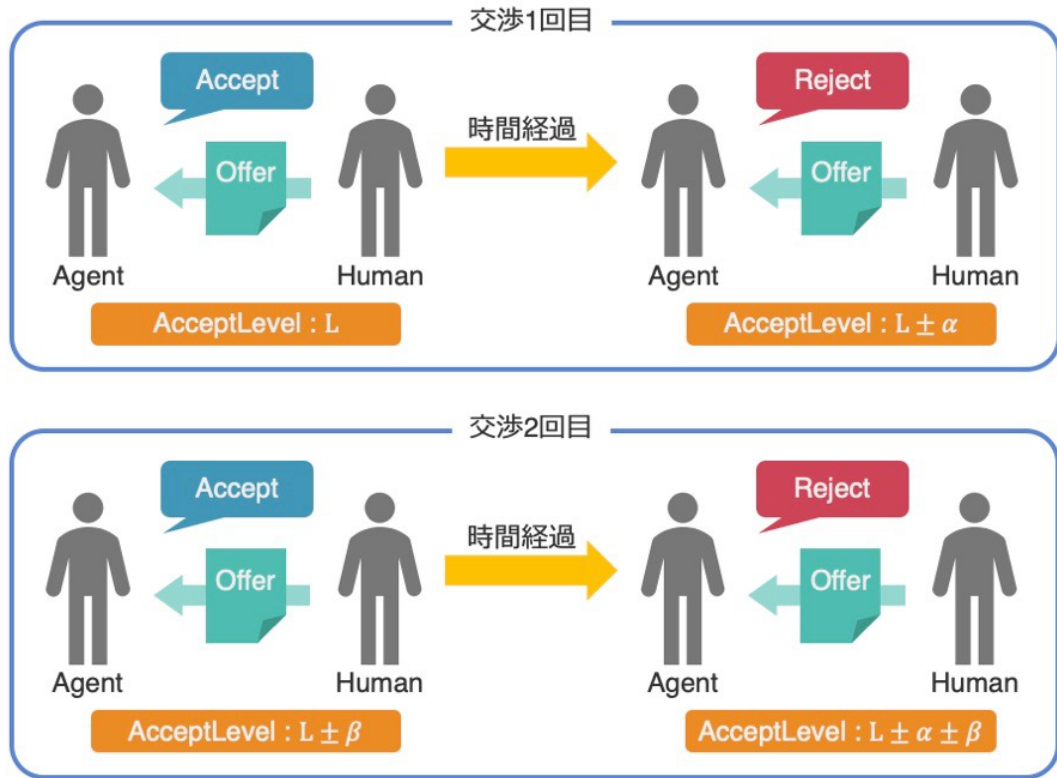 交渉1回目
Accept
Reject
時間経過
Offer
Offer
Agent
Human
Agent
Human
AcceptLevel : L
AcceptLevel : L ± α
交渉2回目
Accept
Reject
時間経過
Offer
Offer
Agent
Human
Agent
Human
AcceptLevel : L ± β
AcceptLevel : L ± α ± β